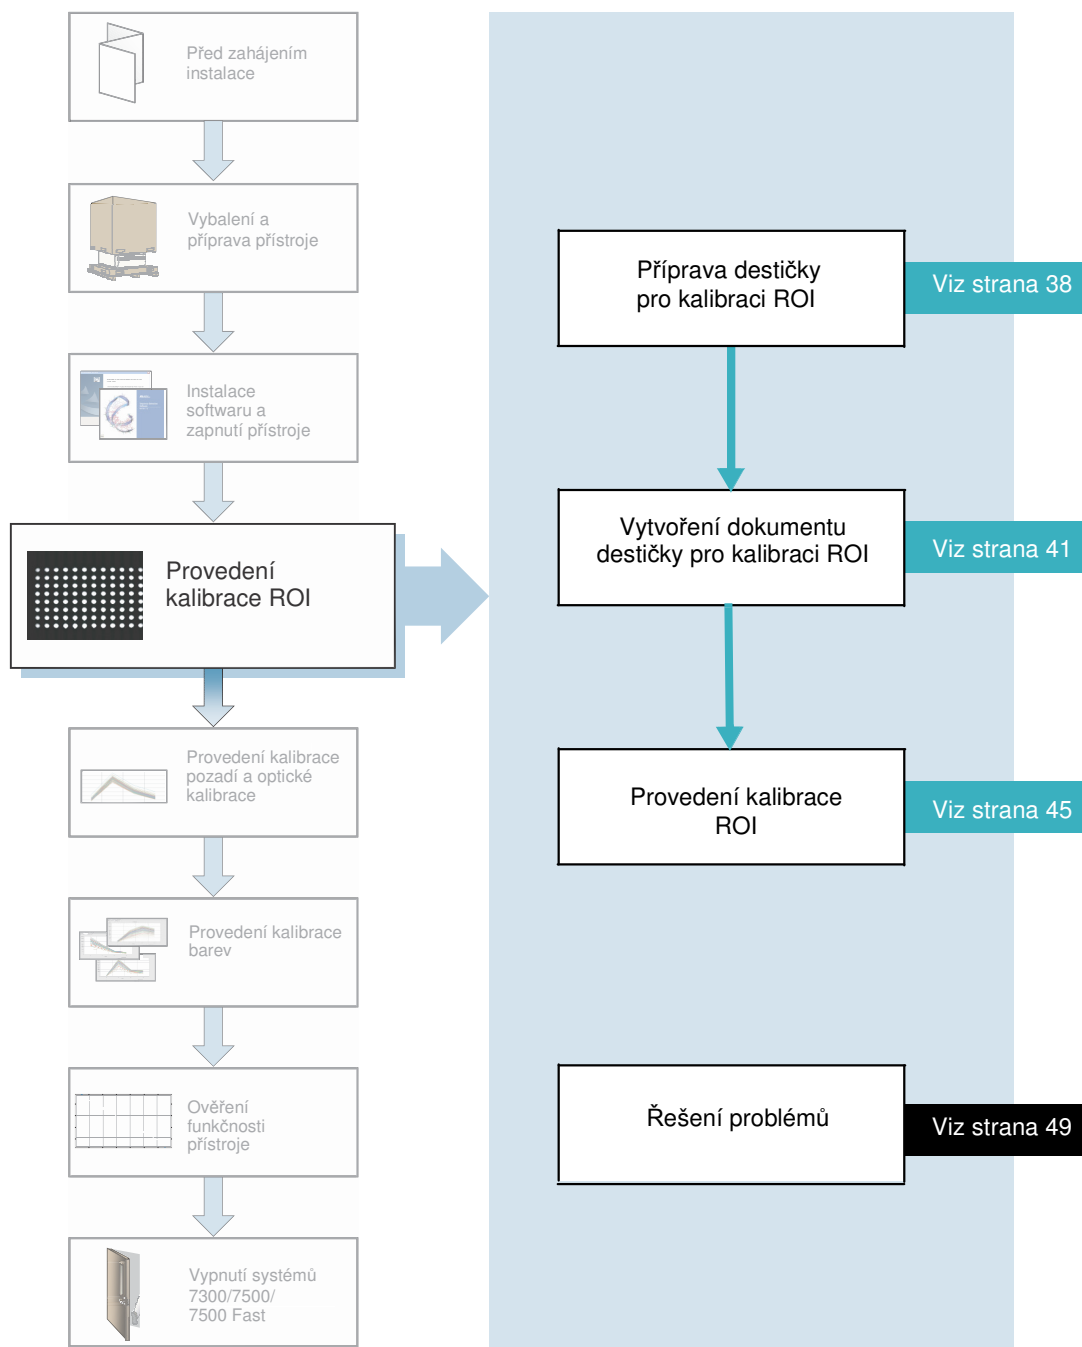 Před zahájením
instalace
Vybalení a
příprava přístroje
Instalace
softwaru a
zapnutí přístroje
Provedení
kalibrace ROI
Provedení kalibrace
pozadí a optické
kalibrace
Provedení kalibrace
barev
Ověření
funkčnosti
přístroje
Vypnutí systémů
7300/7500/
7500 Fast
Příprava destičky
pro kalibraci ROI
Viz strana 38
Vytvoření dokumentu
destičky pro kalibraci ROI
Viz strana 41
Provedení kalibrace
ROI
Viz strana 45
Řešení problémů
Viz strana 49